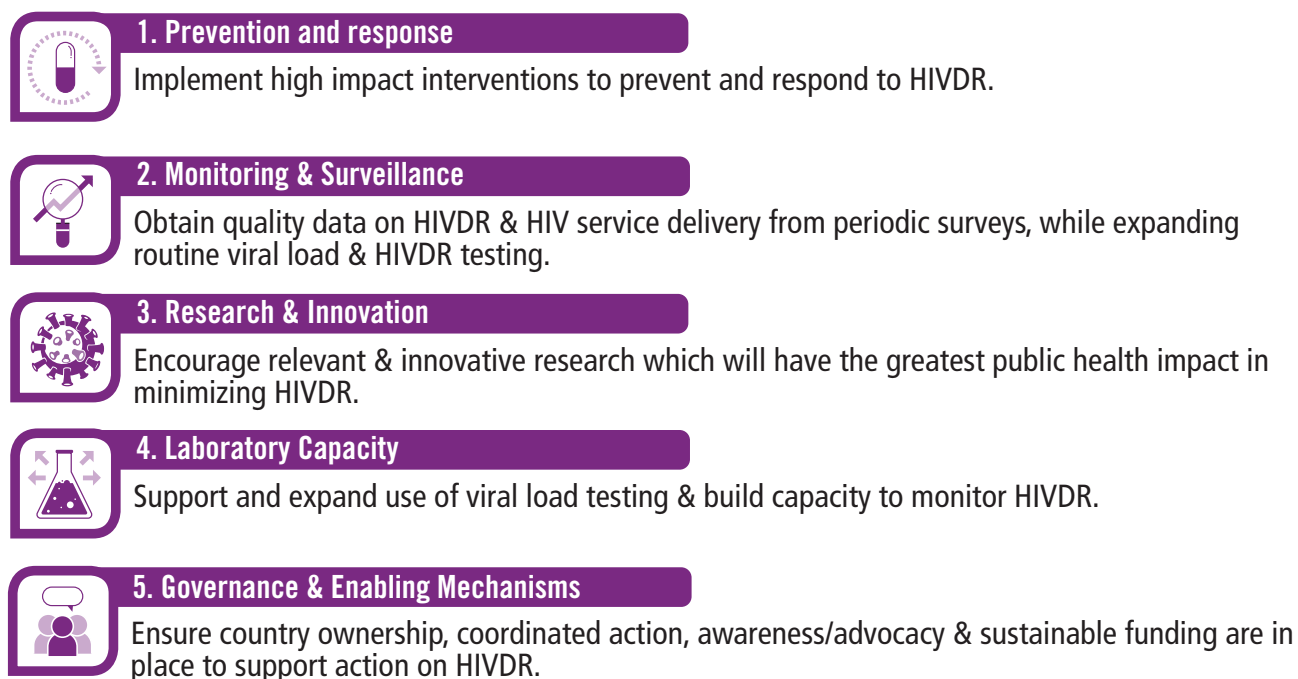 1. Prevention and response
Implement high impact interventions to prevent and respond to HIVDR.
2. Monitoring & Surveillance
Obtain quality data on HIVDR & HIV service delivery from periodic surveys, while expanding
routine viral load & HIVDR testing.
3. Research & Innovation
Encourage relevant & innovative research which will have the greatest public health impact in
minimizing HIVDR.
4. Laboratory Capacity
Support and expand use of viral load testing & build capacity to monitor HIVDR.
5. Governance & Enabling Mechanisms
Ensure country ownership, coordinated action, awareness/advocacy & sustainable funding are in
place to support action on HIVDR.